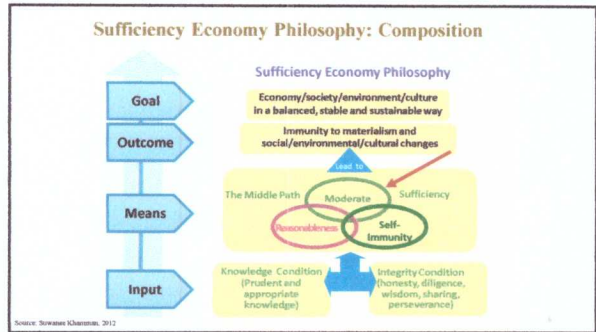 Sufficiency Economy Philosophy: Composition
Sufficiency Economy Philosophy
Goal
Economy/society/environment/culture
in a balanced, stable and sustainable way
Outcome
Immunity to materialism and
social/environmental/cultural changes
Lead to
Means
The Middle Path
Moderate
Sufficiency
Reasonableness
Self-
Immunity
Input
Knowledge Condition
(Prudent and
appropriate
knowledge)
Integrity Condition
(honesty, diligence,
wisdom, sharing,
perseverance)
Source: Suwanan Khamman, 2012